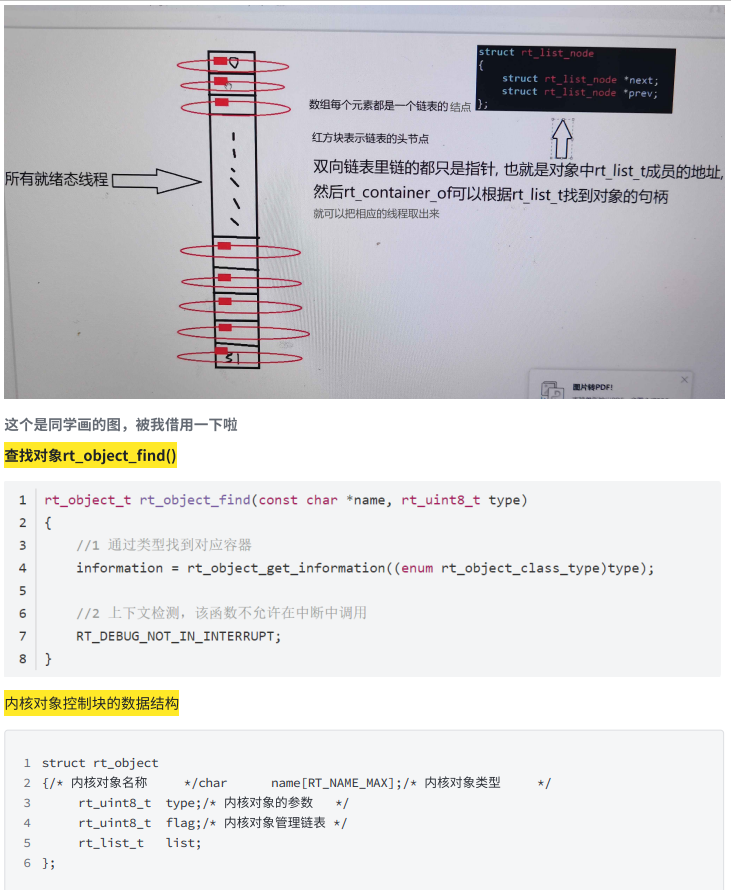 struct rt_list_node
{
struct rt_list_node *next;
struct rt_list_node *prev;
};
数组每个元素都是一个链表的 结点
红方块表示链表的头节点
双向链表里链的都只是指针, 也就是对象中rt_list_t成员的地址,
然后rt_container_of可以根据rt_list_t找到对象的句柄
就可以把相应的线程取出来
所有就绪态线程
0
31
图片转PDF!
这个是同学画的图，被我借用一下啦
查找对象rt_object_find()
1 rt_object_t rt_object_find(const char *name, rt_uint8_t type)
2 {
3 //1 通过类型找到对应容器
4 information = rt_object_get_information((enum rt_object_class_type)type);
5
6 //2 上下文检测，该函数不允许在中断中调用
7 RT_DEBUG_NOT_IN_INTERRUPT;
8 }
内核对象控制块的数据结构
1 struct rt_object
2 {/* 内核对象名称 */char name[RT_NAME_MAX];/* 内核对象类型 */
3 rt_uint8_t type;/* 内核对象的参数 */
4 rt_uint8_t flag;/* 内核对象管理链表 */
5 rt_list_t list;
6 };